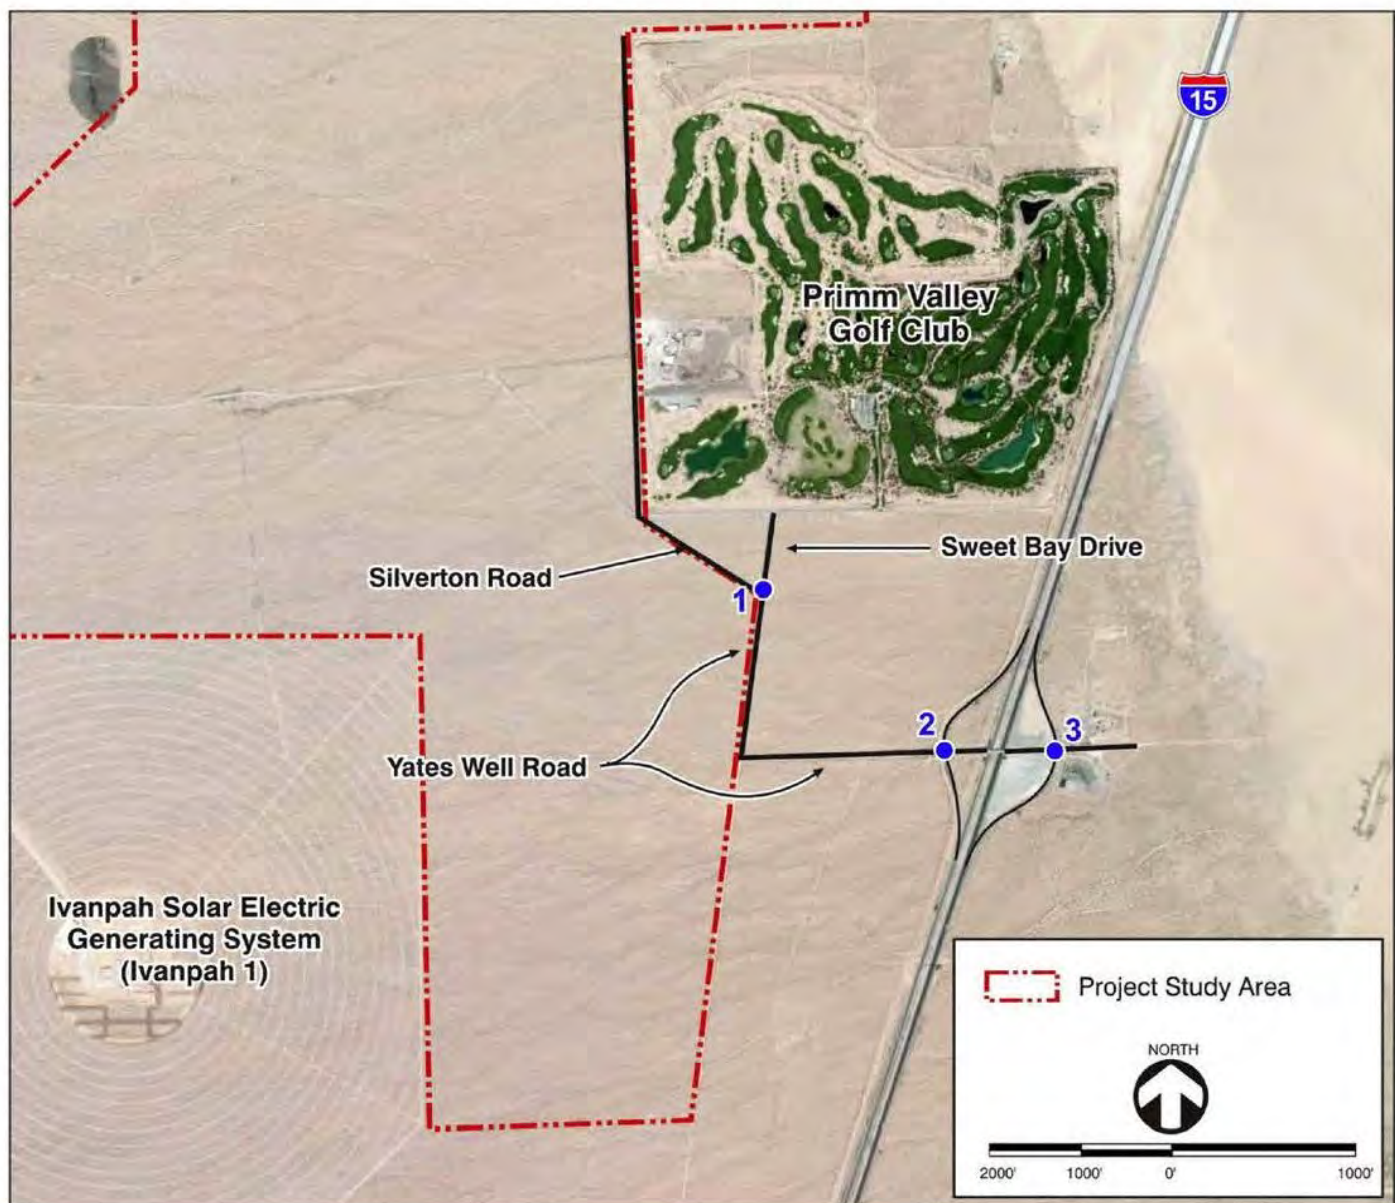 15
Primm Valley
Golf Club
Sweet Bay Drive
Silverton Road
1
2
3
Yates Well Road
Ivanpah Solar Electric
Generating System
(Ivanpah 1)
Project Study Area
NORTH
2000' 1000' 0' 1000'